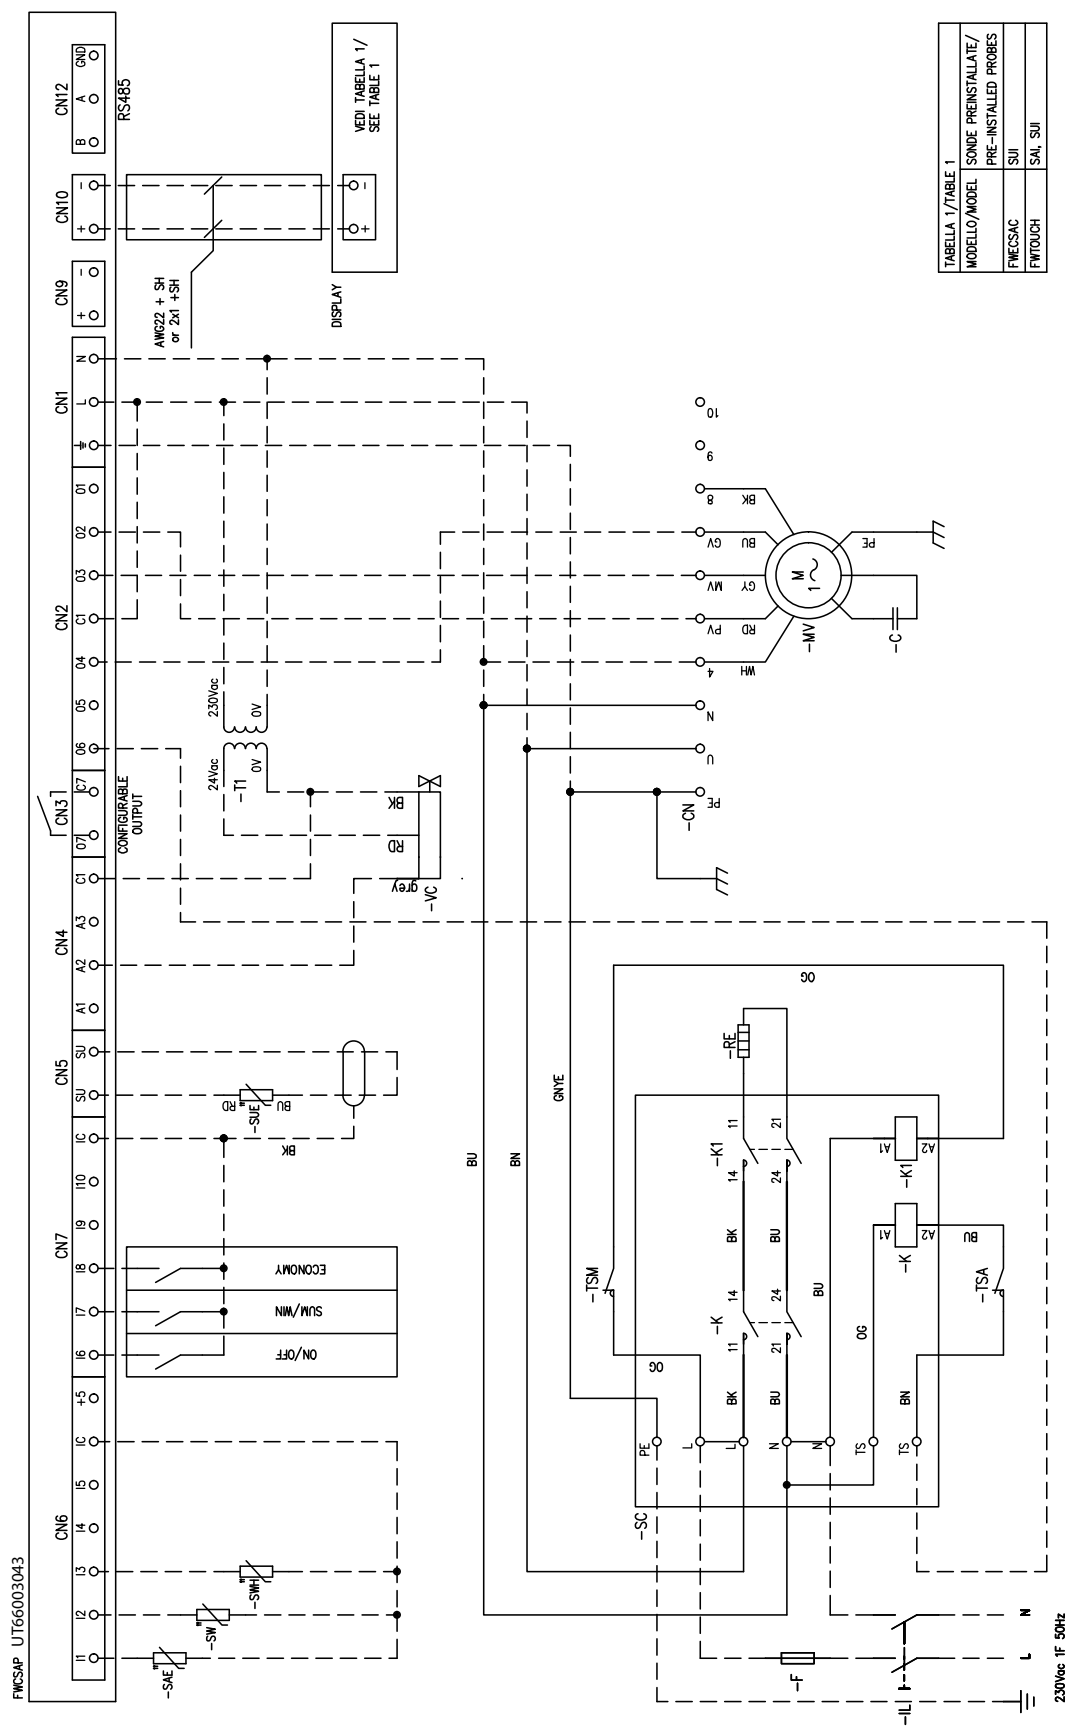 FWCSAP UT66003043
CN6
I1
I2
I3
I4
I5
IC
+5
CN7
I6
I7
I8
I9
I10
IC
CN5
SU
SU
CN4
A1
A2
A3
C1
CN3
O7
C7
CONFIGURABLE
OUTPUT
CN2
O6
O5
O4
C1
O3
O2
O1
CN1
L
N
CN9
+
-
CN10
+
-
CN12
B
A
GND
RS485
-SAE
-SW
-SWH
ON/OFF
SUM/WIN
ECONOMY
BK
RD
-SUE
BU
24Vac
230Vac
0V
0V
-T1
grey
RD
BK
-VC
AWG22 + SH
or 2x1 +SH
DISPLAY
+
-
VEDI TABELLA 1/
SEE TABLE 1
BU
BN
GNYE
-CN
PE
U
N
4
PV
MV
GV
8
9
10
WH
RD
GY
BU
BK
-MV
M
1
PE
-C
-SC
PE
L
L
N
N
TS
TS
OG
-TSM
OG
BK
BU
-K
11
14
21
24
BK
BU
-K1
14
11
24
21
-RE
BU
OG
BN
-K
A1
A2
BU
-K1
A1
A2
-TSA
-F
-IL
L
N
230Vac 1F 50Hz
TABELLA 1/TABLE 1
MODELLO/MODEL
SONDE PREINSTALLATE/
PRE-INSTALLED PROBES
FWECSAC
SUI
FWTOUCH
SAI, SUI